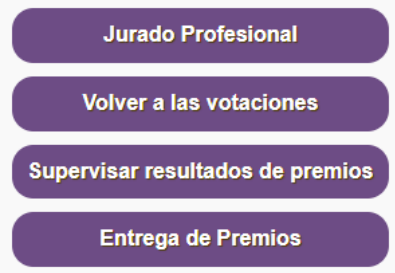 Jurado Profesional
Volver a las votaciones
Supervisar resultados de premios
Entrega de Premios